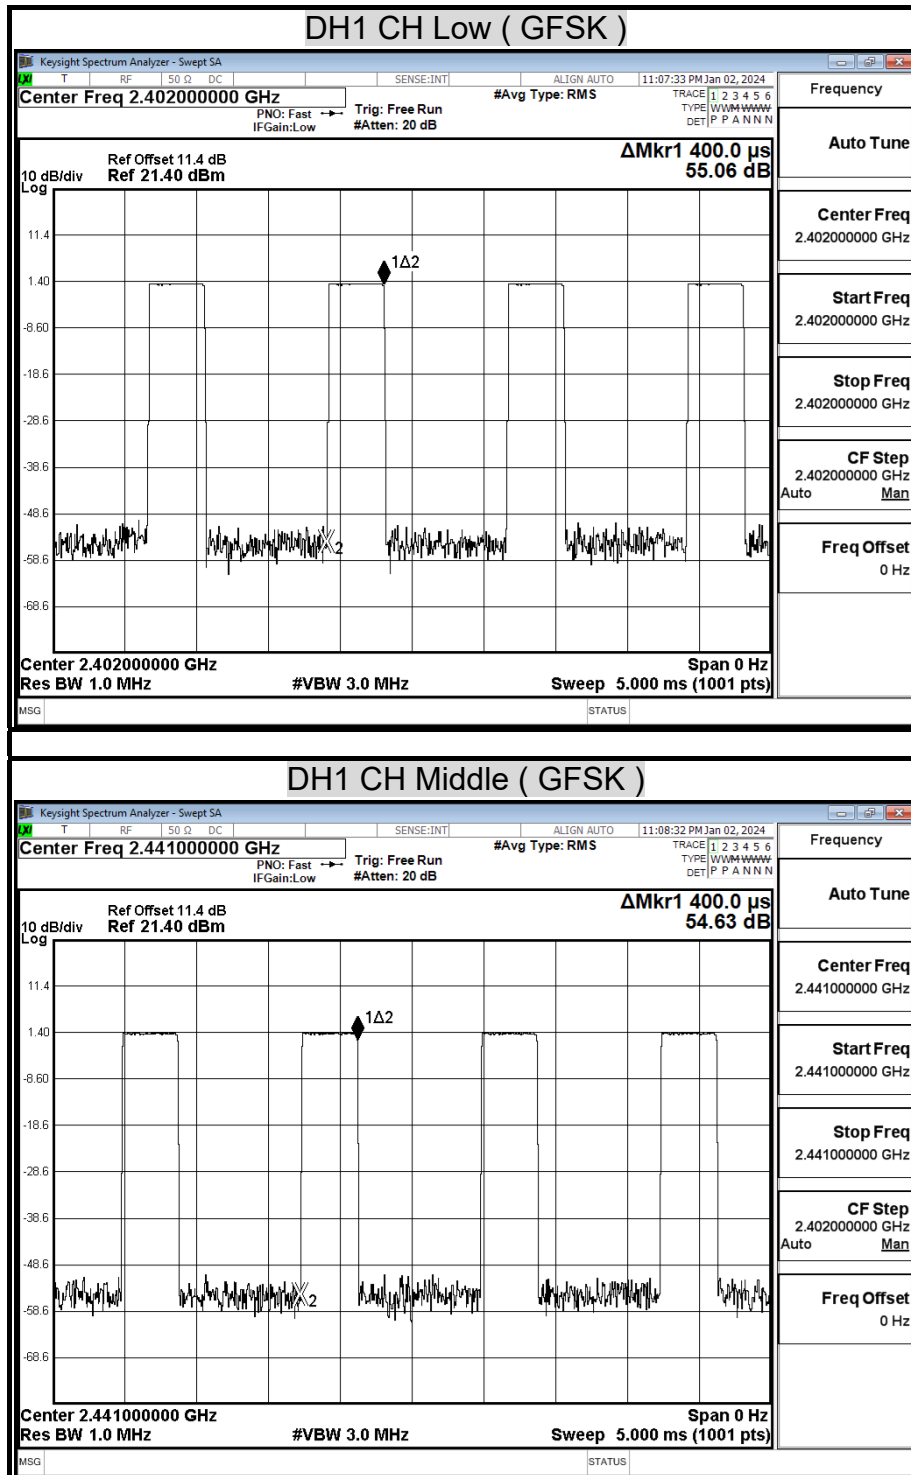 DH1 CH Low ( GFSK )
Keysight Spectrum Analyzer - Swept SA
LXI T RF 50 Ω DC SENSE:INT ALIGN AUTO 11:07:33 PM Jan 02, 2024
Center Freq 2.402000000 GHz #Avg Type: RMS TRACE 1 2 3 4 5 6
PNO: Fast Trig: Free Run TYPE WWMWWWW
IFGain:Low #Atten: 20 dB DET P P A N N N
Frequency
ΔMkr1 400.0 µs
Ref Offset 11.4 dB
10 dB/div Ref 21.40 dBm 55.06 dB
Log
11.4
1.40
-8.60
-18.6
-28.6
-38.6
-48.6
-58.6
-68.6
1Δ2
2
Center 2.402000000 GHz Span 0 Hz
Res BW 1.0 MHz #VBW 3.0 MHz Sweep 5.000 ms (1001 pts)
MSG STATUS
Auto Tune
Center Freq
2.402000000 GHz
Start Freq
2.402000000 GHz
Stop Freq
2.402000000 GHz
CF Step
2.402000000 GHz
Auto Man
Freq Offset
0 Hz
DH1 CH Middle ( GFSK )
Keysight Spectrum Analyzer - Swept SA
LXI T RF 50 Ω DC SENSE:INT ALIGN AUTO 11:08:32 PM Jan 02, 2024
Center Freq 2.441000000 GHz #Avg Type: RMS TRACE 1 2 3 4 5 6
PNO: Fast Trig: Free Run TYPE WWMWWWW
IFGain:Low #Atten: 20 dB DET P P A N N N
Frequency
ΔMkr1 400.0 µs
Ref Offset 11.4 dB
10 dB/div Ref 21.40 dBm 54.63 dB
Log
11.4
1.40
-8.60
-18.6
-28.6
-38.6
-48.6
-58.6
-68.6
1Δ2
2
Center 2.441000000 GHz Span 0 Hz
Res BW 1.0 MHz #VBW 3.0 MHz Sweep 5.000 ms (1001 pts)
MSG STATUS
Auto Tune
Center Freq
2.441000000 GHz
Start Freq
2.441000000 GHz
Stop Freq
2.441000000 GHz
CF Step
2.402000000 GHz
Auto Man
Freq Offset
0 Hz